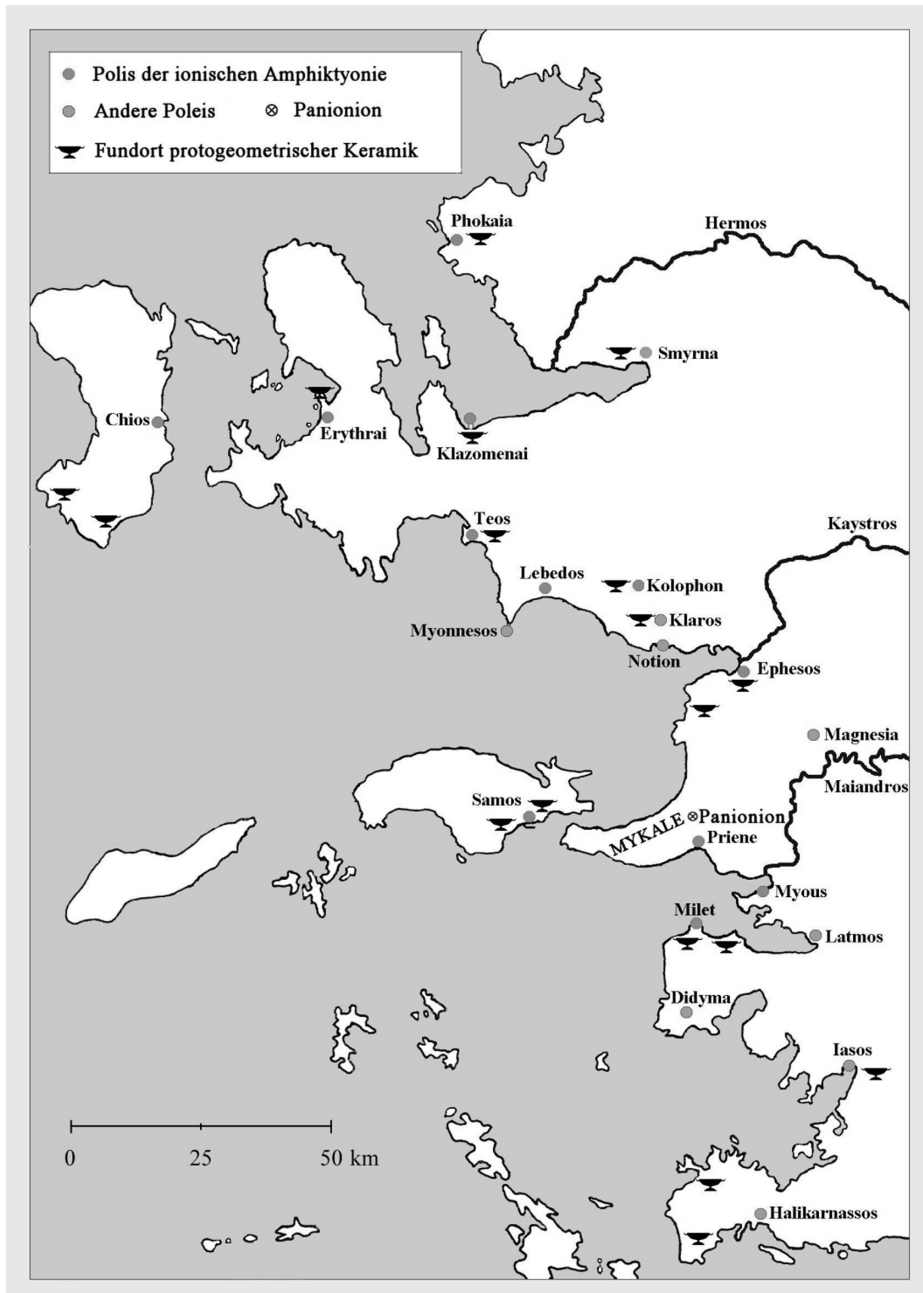 Polis der ionischen Amphiktyonie
Andere Poleis
Panionion
Fundort protogeometrischer Keramik
Phokaia
Hermos
Smyrna
Chios
Erythrai
Klazomenai
Teos
Kaystros
Lebedos
Kolophon
Klaros
Myonnesos
Notion
Ephesos
Magnesia
Maiandros
Samos
MYKALE
Panionion
Priene
Myous
Milet
Latmos
Didyma
Iasos
0 25 50 km
Halikarnassos